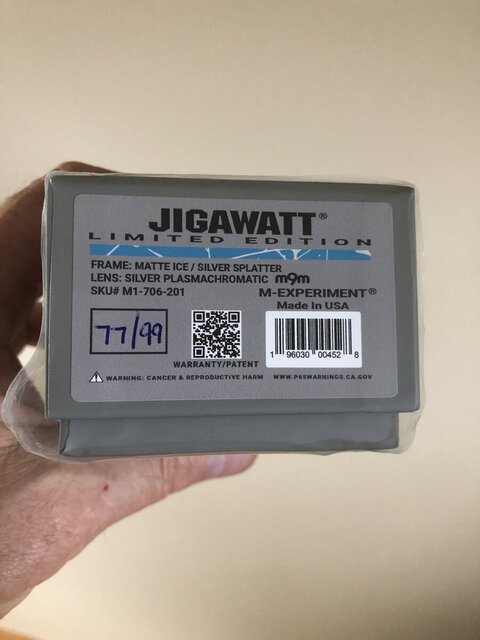 JIGAWATT®
LIMITED EDITION
FRAME: MATTE ICE / SILVER SPLATTER
LENS: SILVER PLASMACHROMATIC m9m
SKU# M1-706-201 M-EXPERIMENT®
Made In USA
77/99
1 96030 00452 8
WARRANTY/PATENT
WARNING: CANCER & REPRODUCTIVE HARM WWW.P65WARNINGS.CA.GOV